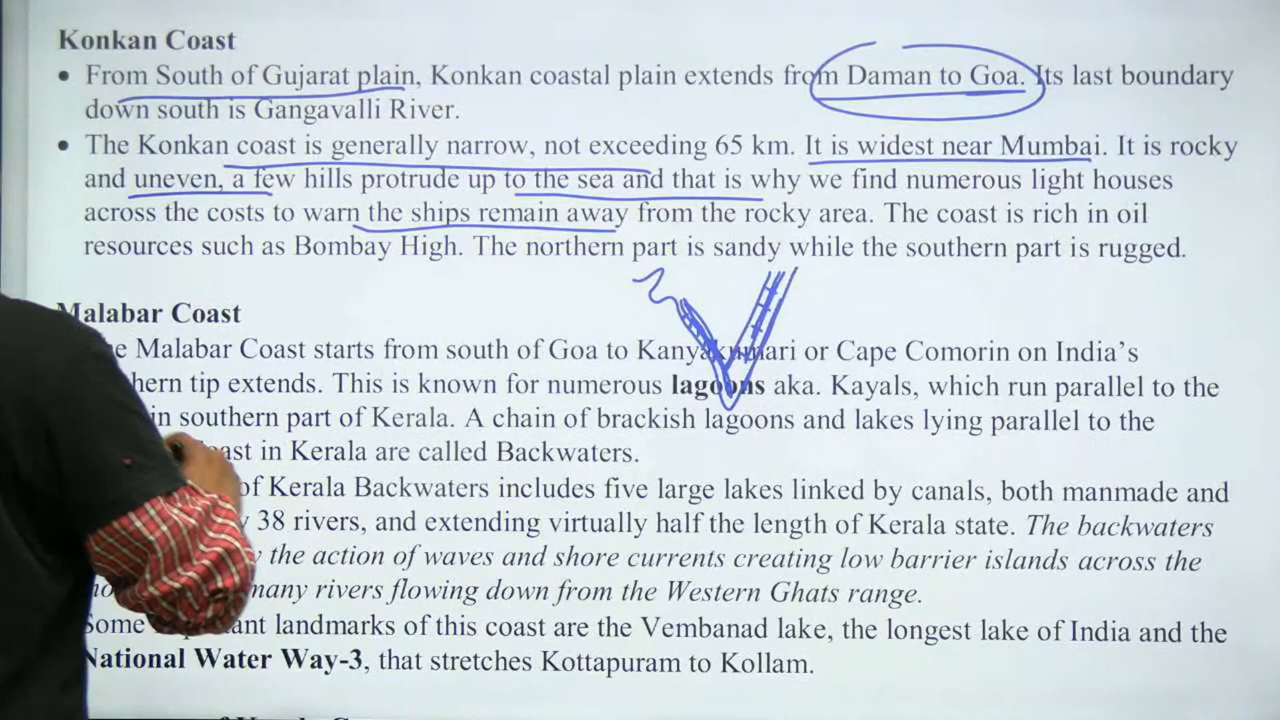 Konkan Coast
• From South of Gujarat plain, Konkan coastal plain extends from Daman to Goa. Its last boundary
down south is Gangavalli River.
• The Konkan coast is generally narrow, not exceeding 65 km. It is widest near Mumbai. It is rocky
and uneven, a few hills protrude up to the sea and that is why we find numerous light houses
across the costs to warn the ships remain away from the rocky area. The coast is rich in oil
resources such as Bombay High. The northern part is sandy while the southern part is rugged.
Malabar Coast
Malabar Coast starts from south of Goa to Kanyakumari or Cape Comorin on India’s
tip extends. This is known for numerous lagoons aka. Kayals, which run parallel to the
in southern part of Kerala. A chain of brackish lagoons and lakes lying parallel to the
in Kerala are called Backwaters.
of Kerala Backwaters includes five large lakes linked by canals, both manmade and
38 rivers, and extending virtually half the length of Kerala state. The backwaters
the action of waves and shore currents creating low barrier islands across the
many rivers flowing down from the Western Ghats range.
Some landmarks of this coast are the Vembanad lake, the longest lake of India and the
National Water Way-3, that stretches Kottapuram to Kollam.